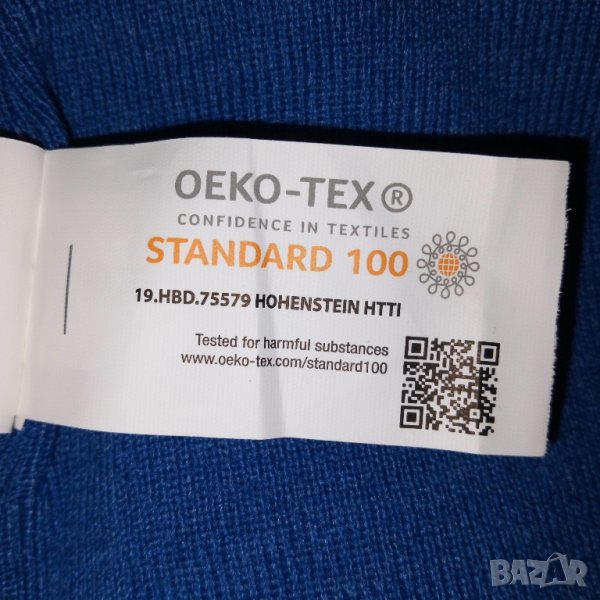 OEKO-TEX®
CONFIDENCE IN TEXTILES
STANDARD 100
19.HBD.75579 HOHENSTEIN HTTI
Tested for harmful substances
www.oeko-tex.com/standard100
BAZAR